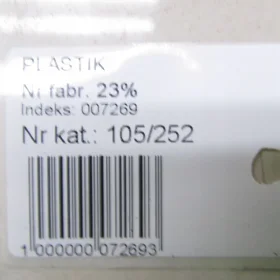 PLASTIK
Nr fabr. 23%
Indeks: 007269
Nr kat.: 105/252
1 000000 072693